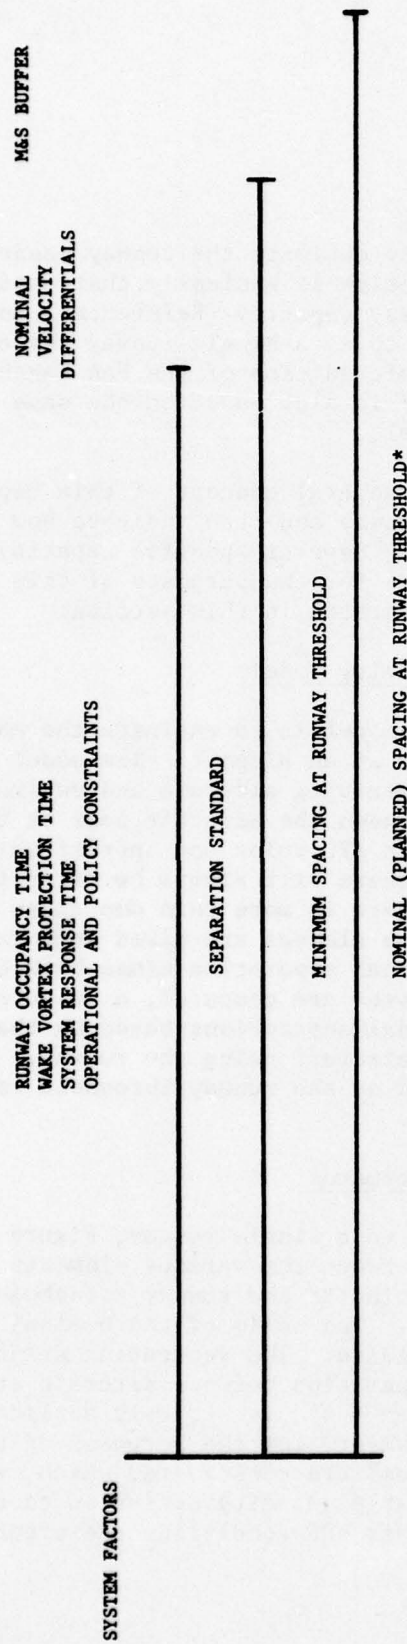 SYSTEM FACTORS
RUNWAY OCCUPANCY TIME
WAKE VORTEX PROTECTION TIME
SYSTEM RESPONSE TIME
OPERATIONAL AND POLICY CONSTRAINTS
NOMINAL
VELOCITY
DIFFERENTIALS
M&S BUFFER
SEPARATION STANDARD
MINIMUM SPACING AT RUNWAY THRESHOLD
NOMINAL (PLANNED) SPACING AT RUNWAY THRESHOLD*